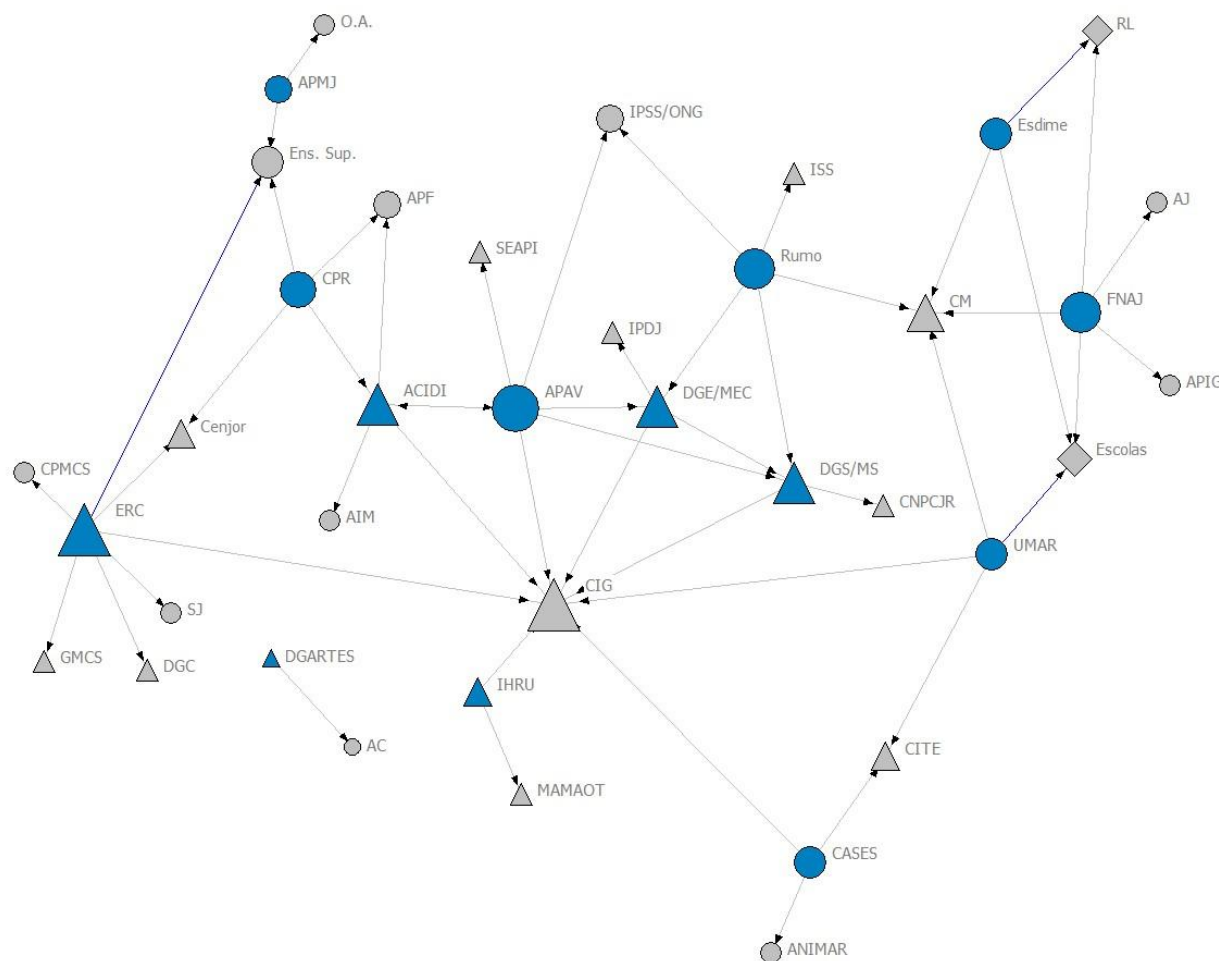 O.A.
RL
APMJ
IPSS/ONG
Esdime
Ens. Sup.
ISS
APF
AJ
SEAPI
Rumo
CPR
CM
FNAJ
IPDJ
APIG
ACIDI
APAV
DGE/MEC
Cenjor
Escolas
CPMCS
DGS/MS
CNPCJR
ERC
AIM
UMAR
CIG
SJ
GMCS
DGC
DGARTES
IHRU
AC
CITE
MAMAOT
CASES
ANIMAR